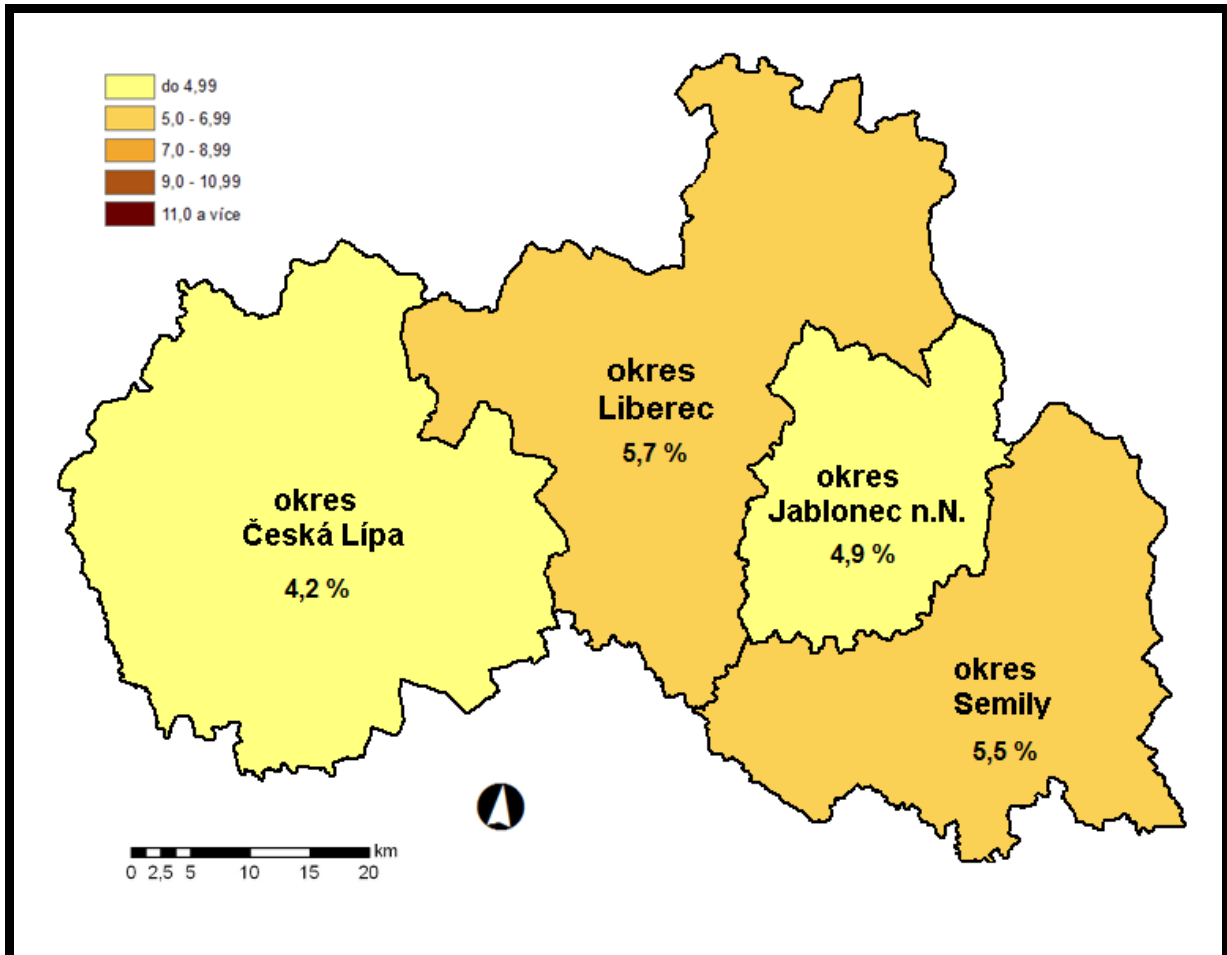 do 4,99
5,0 - 6,99
7,0 - 8,99
9,0 - 10,99
11,0 a více
okres
Liberec
5,7 %
okres
Jablonec n.N.
4,9 %
okres
Česká Lípa
4,2 %
okres
Semily
5,5 %
km
0 2,5 5 10 15 20